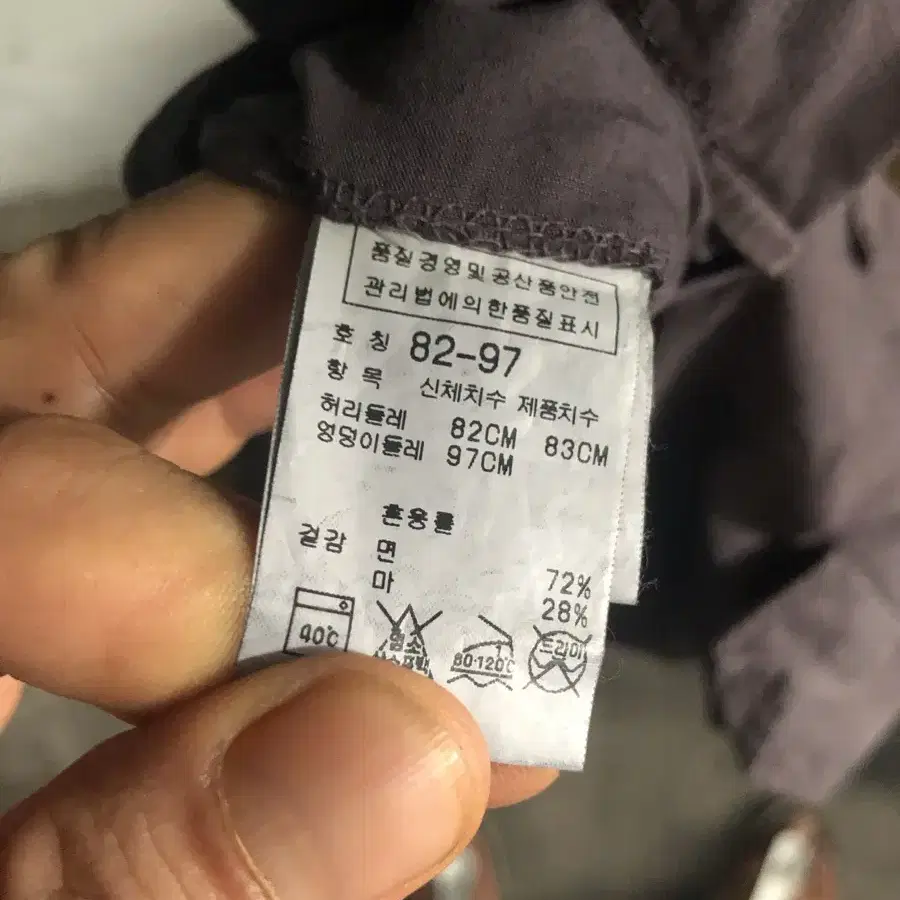 품질경영및공산품안전
관리법에의한품질표시
호 칭 82-97
항 목 신체치수 제품치수
허리둘레 82CM 83CM
엉덩이둘레 97CM
혼용률
겉감 면 72%
마 28%
40℃
염소
80-120℃
드라이